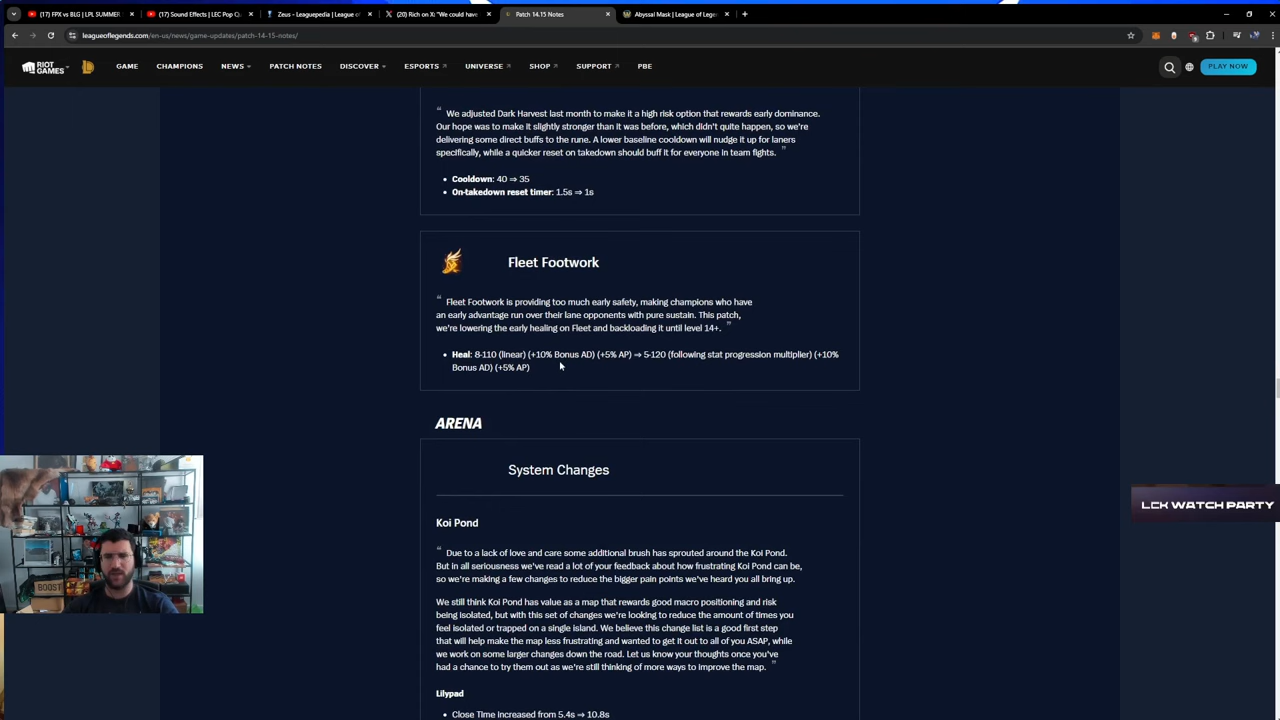 (17) FPX vs BLG | LPL SUMMER
(17) Sound Effects | LEC Pop C
Zeus - Leaguepedia | League o
(20) Rich on X: "We could have
Patch 14.15 Notes
Abyssal Mask | League of Lege
leagueoflegends.com/en-us/news/game-updates/patch-14-15-notes/
RIOT GAMES
GAME
CHAMPIONS
NEWS
PATCH NOTES
DISCOVER
ESPORTS
UNIVERSE
SHOP
SUPPORT
PBE
PLAY NOW
" We adjusted Dark Harvest last month to make it a high risk option that rewards early dominance.
Our hope was to make it slightly stronger than it was before, which didn't quite happen, so we're
delivering some direct buffs to the rune. A lower baseline cooldown will nudge it up for laners
specifically, while a quicker reset on takedown should buff it for everyone in team fights. "
• Cooldown: 40 ⇒ 35
• On-takedown reset timer: 1.5s ⇒ 1s
Fleet Footwork
" Fleet Footwork is providing too much early safety, making champions who have
an early advantage run over their lane opponents with pure sustain. This patch,
we're lowering the early healing on Fleet and backloading it until level 14+. "
• Heal: 8-110 (linear) (+10% Bonus AD) (+5% AP) ⇒ 5-120 (following stat progression multiplier) (+10%
Bonus AD) (+5% AP)
ARENA
System Changes
Koi Pond
" Due to a lack of love and care some additional brush has sprouted around the Koi Pond.
But in all seriousness we've read a lot of your feedback about how frustrating Koi Pond can be,
so we're making a few changes to reduce the bigger pain points we've heard you all bring up.
We still think Koi Pond has value as a map that rewards good macro positioning and risk
being isolated, but with this set of changes we're looking to reduce the amount of times you
feel isolated or trapped on a single island. We believe this change list is a good first step
that will help make the map less frustrating and wanted to get it out to all of you ASAP, while
we work on some larger changes down the road. Let us know your thoughts once you've
had a chance to try them out as we're still thinking of more ways to improve the map. "
Lilypad
• Close Time Increased from 5.4s ⇒ 10.8s
LCK WATCH PARTY
BOOST